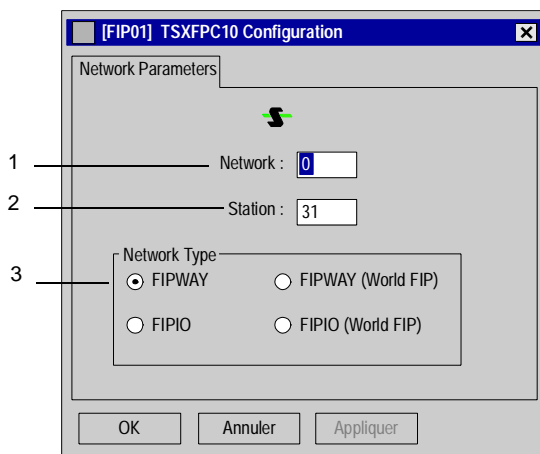 [FIP01] TSXFPC10 Configuration
Network Parameters
1 Network : 0
2 Station : 31
Network Type
3 FIPWAY FIPWAY (World FIP)
FIPIO FIPIO (World FIP)
OK Annuler Appliquer